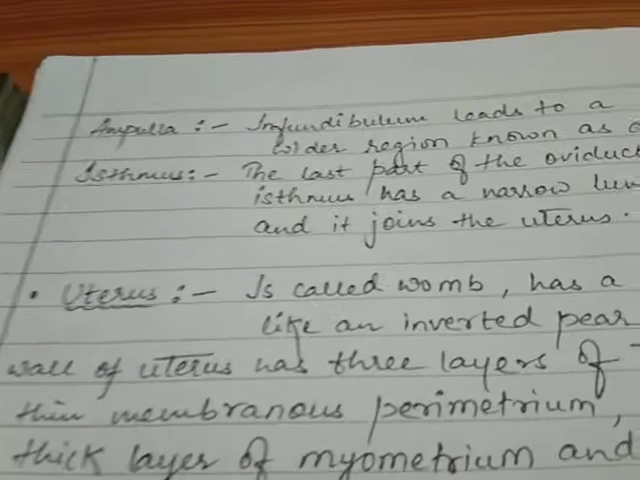 Ampulla :- Infundibulum leads to a
wider region known as
Isthmus:- The last part of the oviduct
isthmus has a narrow
and it joins the uterus.
• Uterus :- Is called womb, has a
like an inverted pear
wall of uterus has three layers of
thin membranous perimetrium,
thick layer of myometrium and